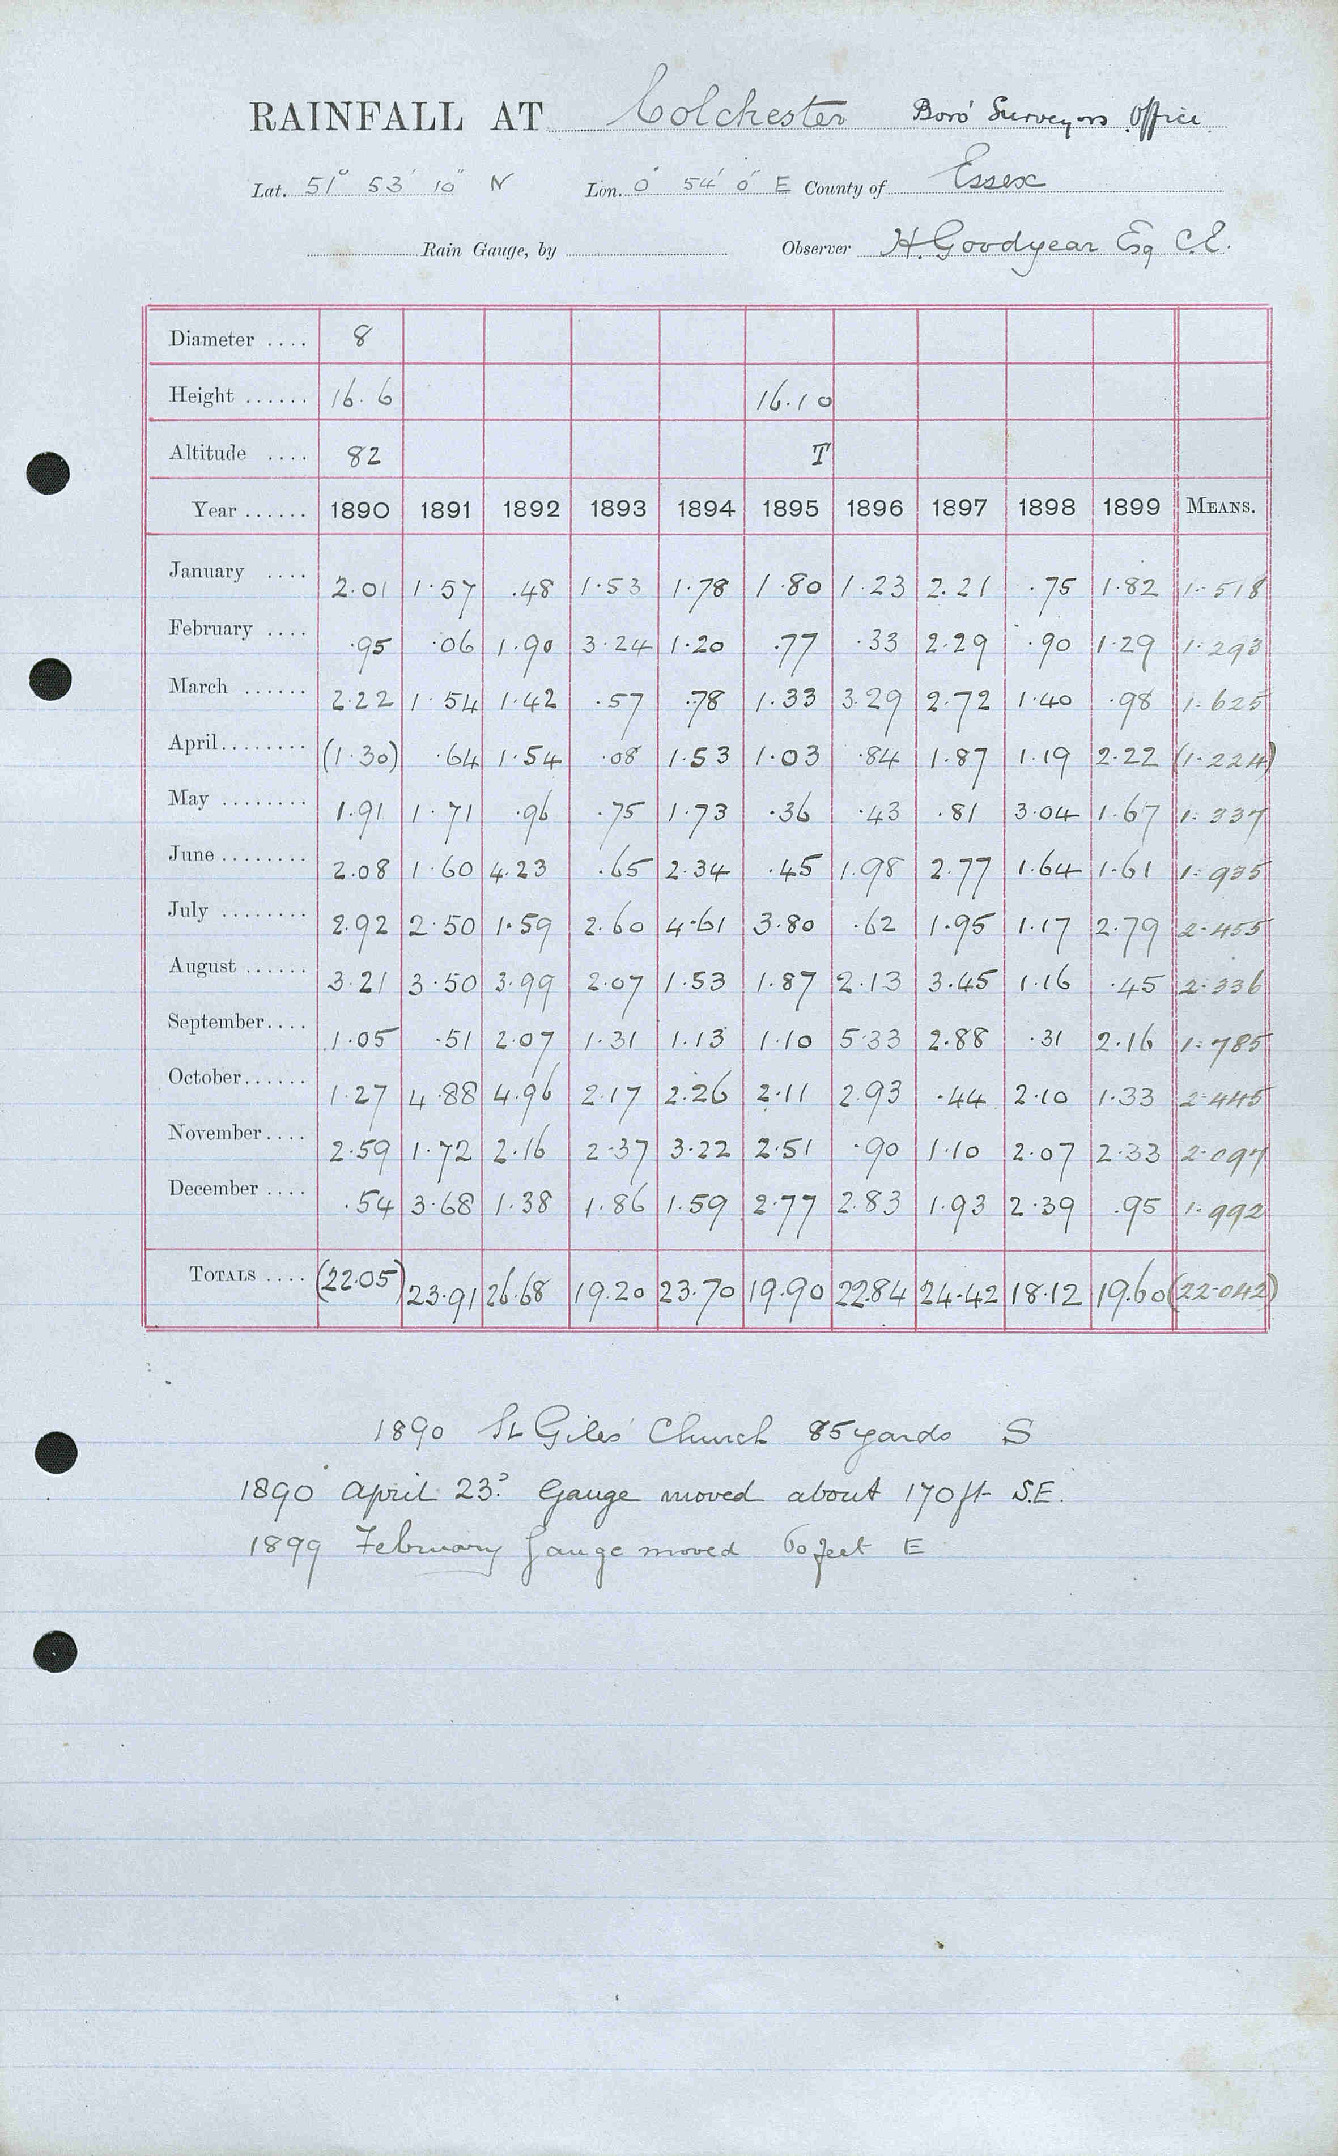 RAINFALL AT Colchester Boro' Surveyors Office
Lat. 51° 53' 10" N Lon. 0° 54' 0" E County of Essex
Rain Gauge, by Observer H. Goodyear Esq C.E.
Diameter .... 8
Height ...... 16.6 16.10
Altitude .... 82 T
Year ...... 1890 1891 1892 1893 1894 1895 1896 1897 1898 1899 MEANS.
January .... 2.01 1.57 .48 1.53 1.78 1.80 1.23 2.21 .75 1.82 1.518
February .... .95 .06 1.90 3.24 1.20 .77 .33 2.29 .90 1.29 1.293
March ...... 2.22 1.54 1.42 .57 .78 1.33 3.29 2.72 1.40 .98 1.625
April ........ (1.30) .64 1.54 .08 1.53 1.03 .84 1.87 1.19 2.22 (1.224)
May ........ 1.91 1.71 .96 .75 1.73 .36 .43 .81 3.04 1.67 1.337
June ........ 2.08 1.60 4.23 .65 2.34 .45 1.98 2.77 1.64 1.61 1.935
July ........ 2.92 2.50 1.59 2.60 4.61 3.80 .62 1.95 1.17 2.79 2.455
August ...... 3.21 3.50 3.99 2.07 1.53 1.87 2.13 3.45 1.16 .45 2.336
September .... 1.05 .51 2.07 1.31 1.13 1.10 5.33 2.88 .31 2.16 1.785
October ...... 1.27 4.88 4.96 2.17 2.26 2.11 2.93 .44 2.10 1.33 2.445
November .... 2.59 1.72 2.16 2.37 3.22 2.51 .90 1.10 2.07 2.33 2.097
December .... .54 3.68 1.38 1.86 1.59 2.77 2.83 1.93 2.39 .95 1.992
TOTALS .... (22.05) 23.91 26.68 19.20 23.70 19.90 22.84 24.42 18.12 19.60 (22.042)
1890 St Giles' Church 85 yards S
1890 April 23° Gauge moved about 170 ft S.E.
1899 February Gauge moved 60 feet E